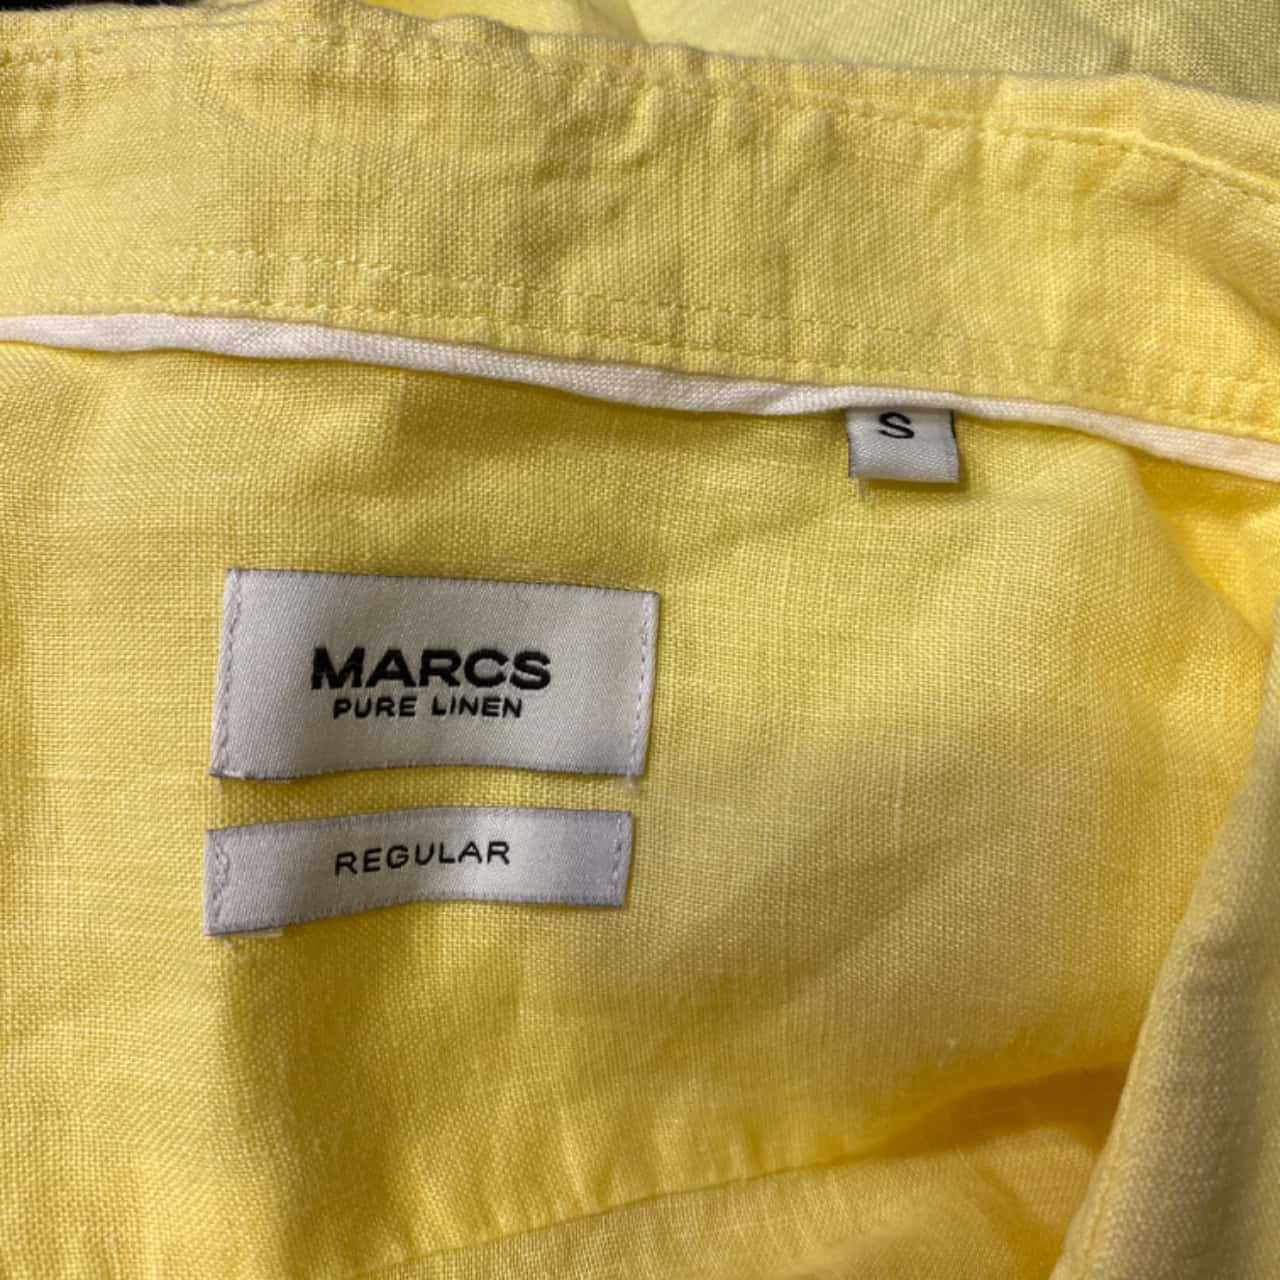 S
MARCS
PURE LINEN
REGULAR